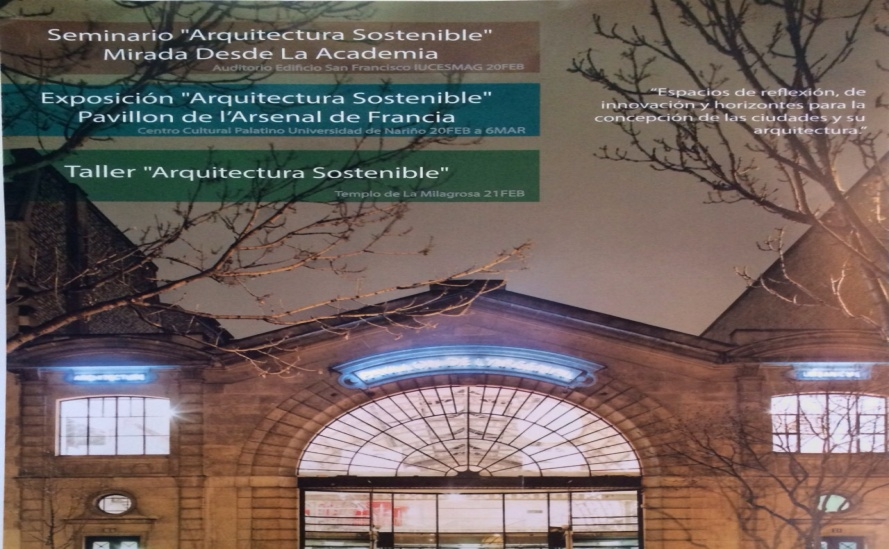 Seminario "Arquitectura Sostenible"
Mirada Desde La Academia
Auditorio Edificio San Francisco IUCESMAG 20FEB
Exposición "Arquitectura Sostenible"
Pavillon de l'Arsenal de Francia
Centro Cultural Palatino Universidad de Nariño 20FEB a 6MAR
Taller "Arquitectura Sostenible"
Templo de La Milagrosa 21FEB
"Espacios de reflexión, de
innovación y horizontes para la
concepción de las ciudades y su
arquitectura."